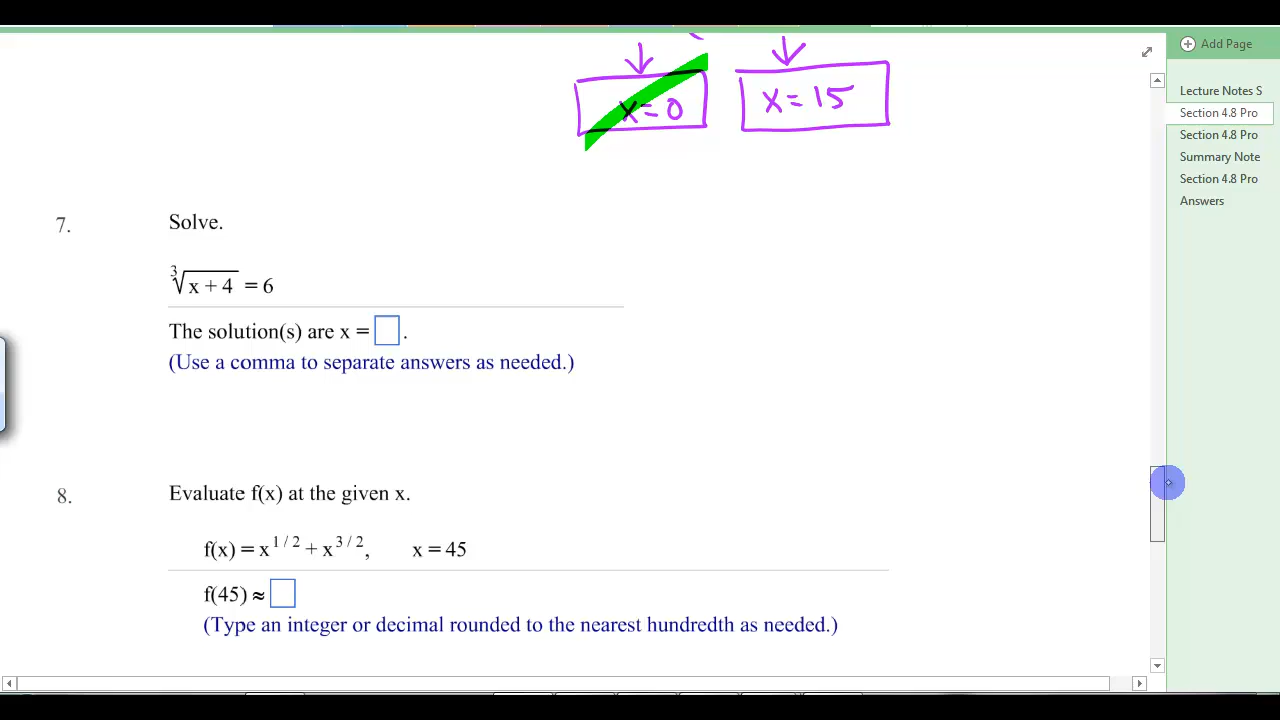 x=0 x=15
Add Page
Lecture Notes S
Section 4.8 Pro
Section 4.8 Pro
Summary Note
Section 4.8 Pro
Answers
7. Solve.
∛(x + 4) = 6
The solution(s) are x = .
(Use a comma to separate answers as needed.)
8. Evaluate f(x) at the given x.
f(x) = x^1/2 + x^3/2, x = 45
f(45) ≈
(Type an integer or decimal rounded to the nearest hundredth as needed.)